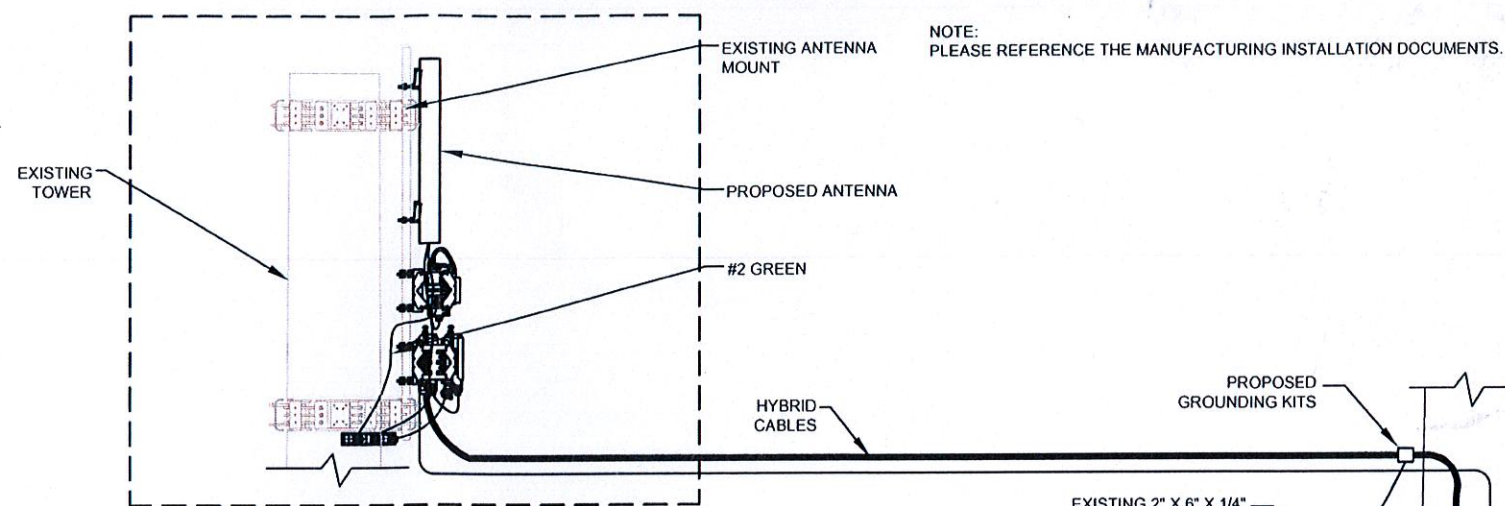 NOTE:
PLEASE REFERENCE THE MANUFACTURING INSTALLATION DOCUMENTS.
EXISTING ANTENNA
MOUNT
EXISTING
TOWER
PROPOSED ANTENNA
#2 GREEN
HYBRID
CABLES
PROPOSED
GROUNDING KITS
EXISTING 2" X 6" X 1/4"